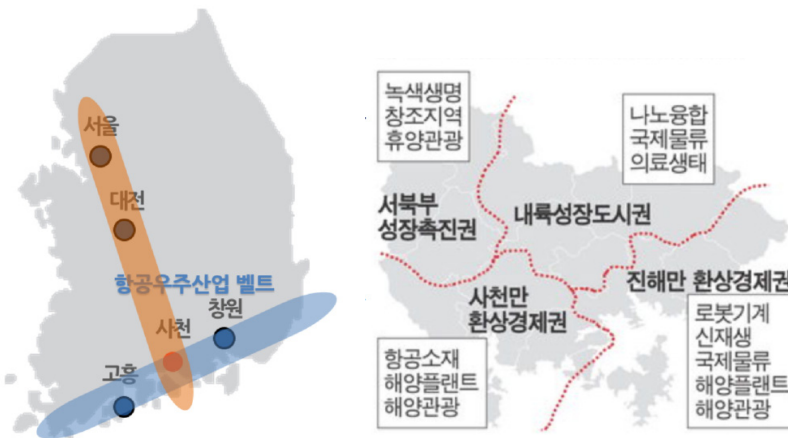 서울
대전
항공우주산업 벨트
창원
사천
고흥
녹색생명
창조지역
휴양관광
나노융합
국제물류
의료생태
서북부
성장촉진권
내륙성장도시권
사천만
환상경제권
진해만 환상경제권
항공소재
해양플랜트
해양관광
로봇기계
신재생
국제물류
해양플랜트
해양관광